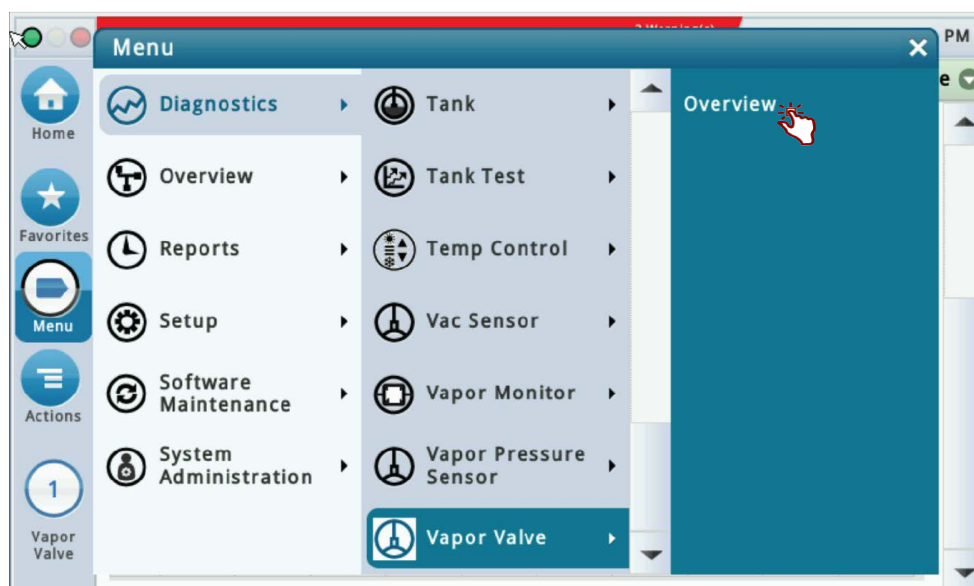 PM
Menu
e
Home
Favorites
Menu
Actions
1
Vapor
Valve
Diagnostics
Overview
Reports
Setup
Software
Maintenance
System
Administration
Tank
Tank Test
Temp Control
Vac Sensor
Vapor Monitor
Vapor Pressure
Sensor
Vapor Valve
Overview